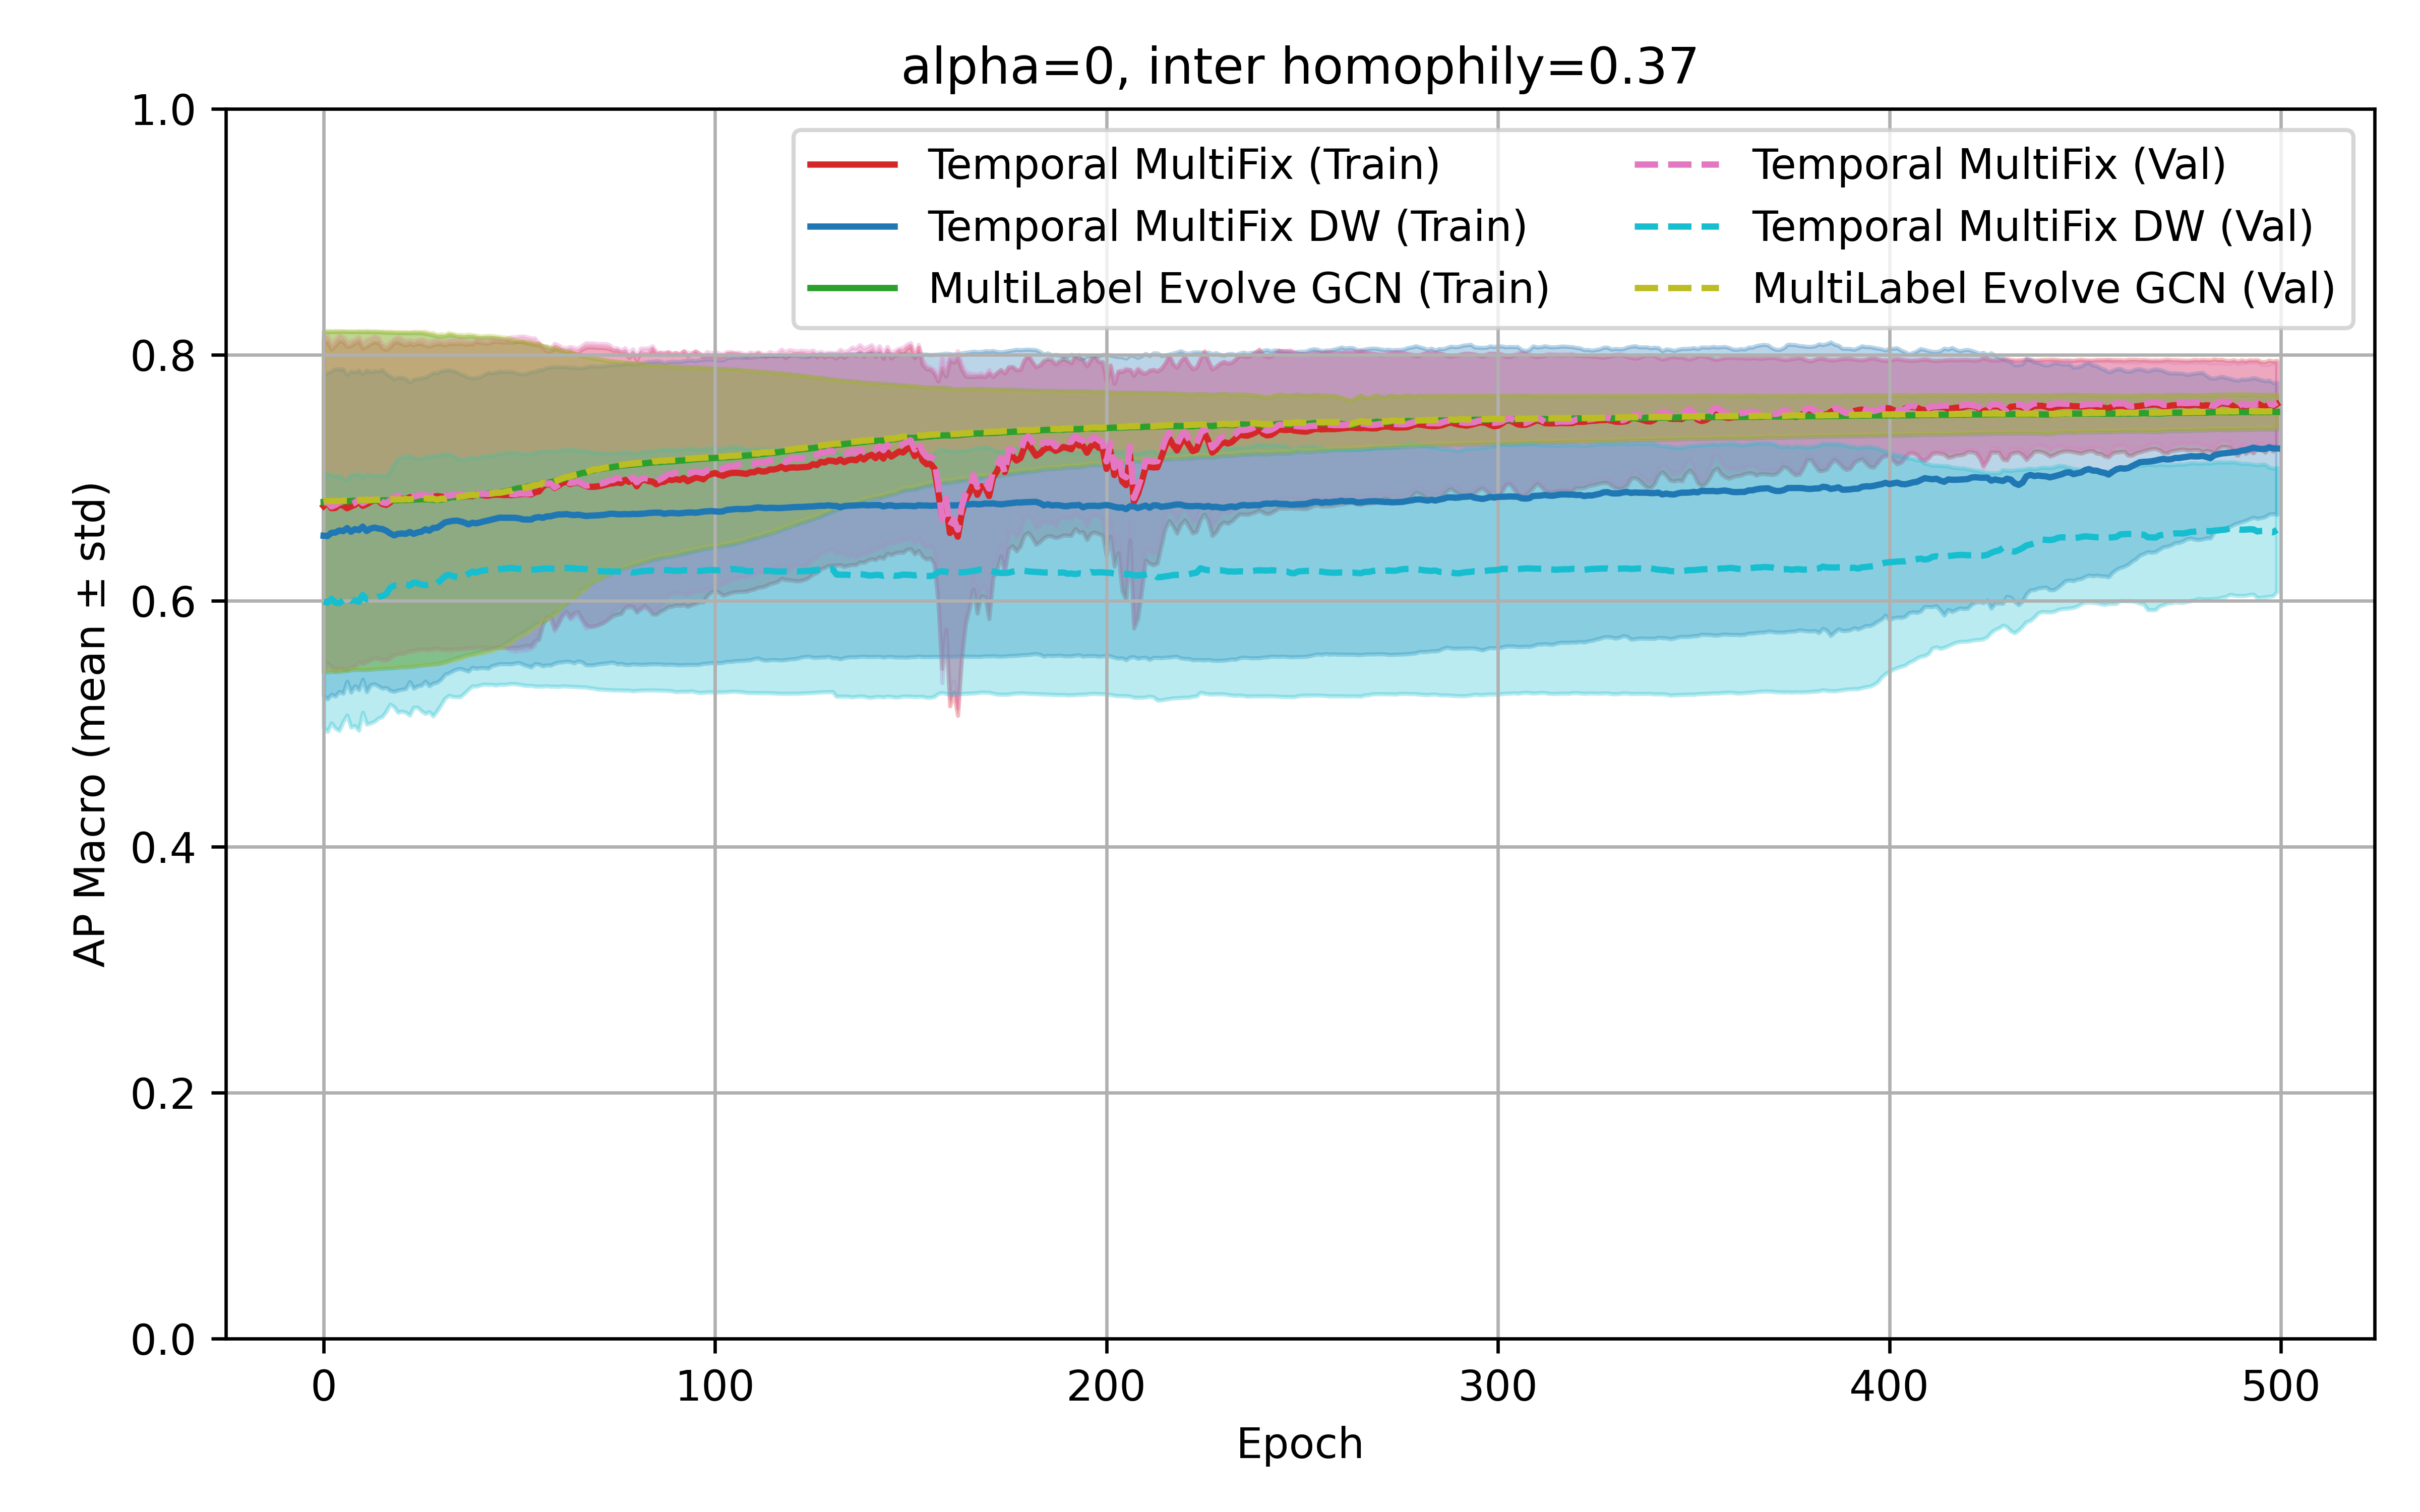 alpha=0, inter homophily=0.37
1.0
0.8
0.6
0.4
0.2
0.0
AP Macro (mean ± std)
Temporal MultiFix (Train)
Temporal MultiFix DW (Train)
MultiLabel Evolve GCN (Train)
Temporal MultiFix (Val)
Temporal MultiFix DW (Val)
MultiLabel Evolve GCN (Val)
0 100 200 300 400 500
Epoch